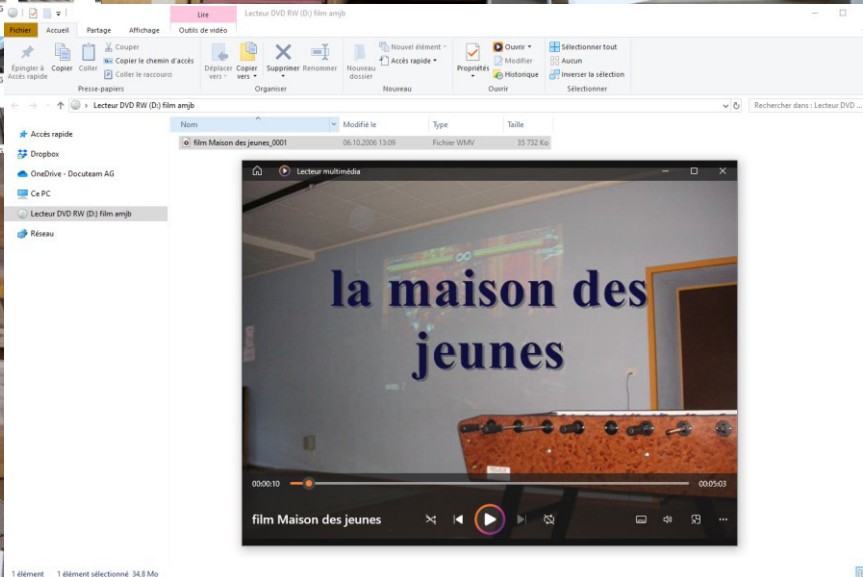 Lire
Lecteur DVD RW (D:) film amjb
Fichier
Accueil
Partage
Affichage
Outils de vidéo
Épingler à Accès rapide
Copier
Coller
Couper
Copier le chemin d'accès
Coller le raccourci
Presse-papiers
Déplacer vers
Copier vers
Supprimer
Renommer
Organiser
Nouveau dossier
Nouvel élément
Accès rapide
Nouveau
Propriétés
Ouvrir
Modifier
Historique
Ouvrir
Sélectionner tout
Aucun
Inverser la sélection
Sélectionner
Lecteur DVD RW (D:) film amjb
Rechercher dans : Lecteur DVD ...
Nom
Modifié le
Type
Taille
Accès rapide
Dropbox
OneDrive - Docuteam AG
Ce PC
Lecteur DVD RW (D:) film amjb
Réseau
film Maison des jeunes_0001
06.10.2006 13:09
Fichier WMV
35 732 Ko
Lecteur multimédia
la maison des
jeunes
00:00:10
00:05:03
film Maison des jeunes
1 élément
1 élément sélectionné 34,8 Mo